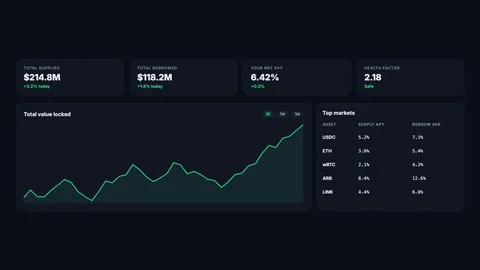 TOTAL SUPPLIED
$214.8M
+3.2% today
TOTAL BORROWED
$118.2M
+1.8% today
YOUR NET APY
6.42%
+0.3%
HEALTH FACTOR
2.18
Safe
Total value locked
1W
1M
Top markets
ASSET SUPPLY APY BORROW APR
USDC 5.2% 7.1%
ETH 3.8% 5.4%
wBTC 2.1% 4.2%
ARB 8.4% 12.6%
LINK 4.4% 6.8%